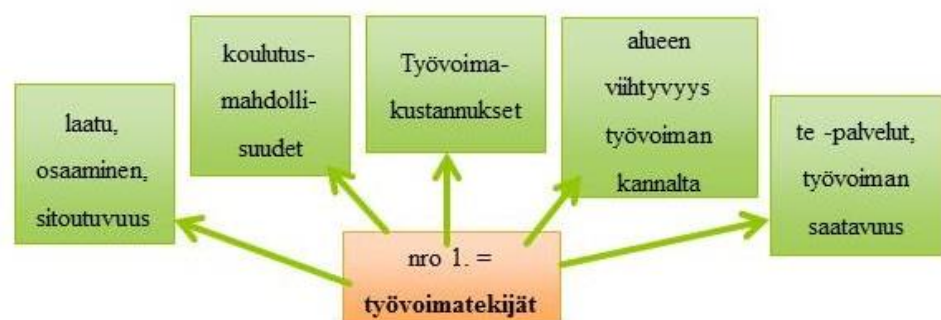 laatu,
osaaminen,
sitoutuvuus
koulutus-
mahdolli-
suudet
Työvoima-
kustannukset
alueen
viihtyvyys
työvoiman
kannalta
te -palvelut,
työvoiman
saatavuus
nro 1. =
työvoimatekijät